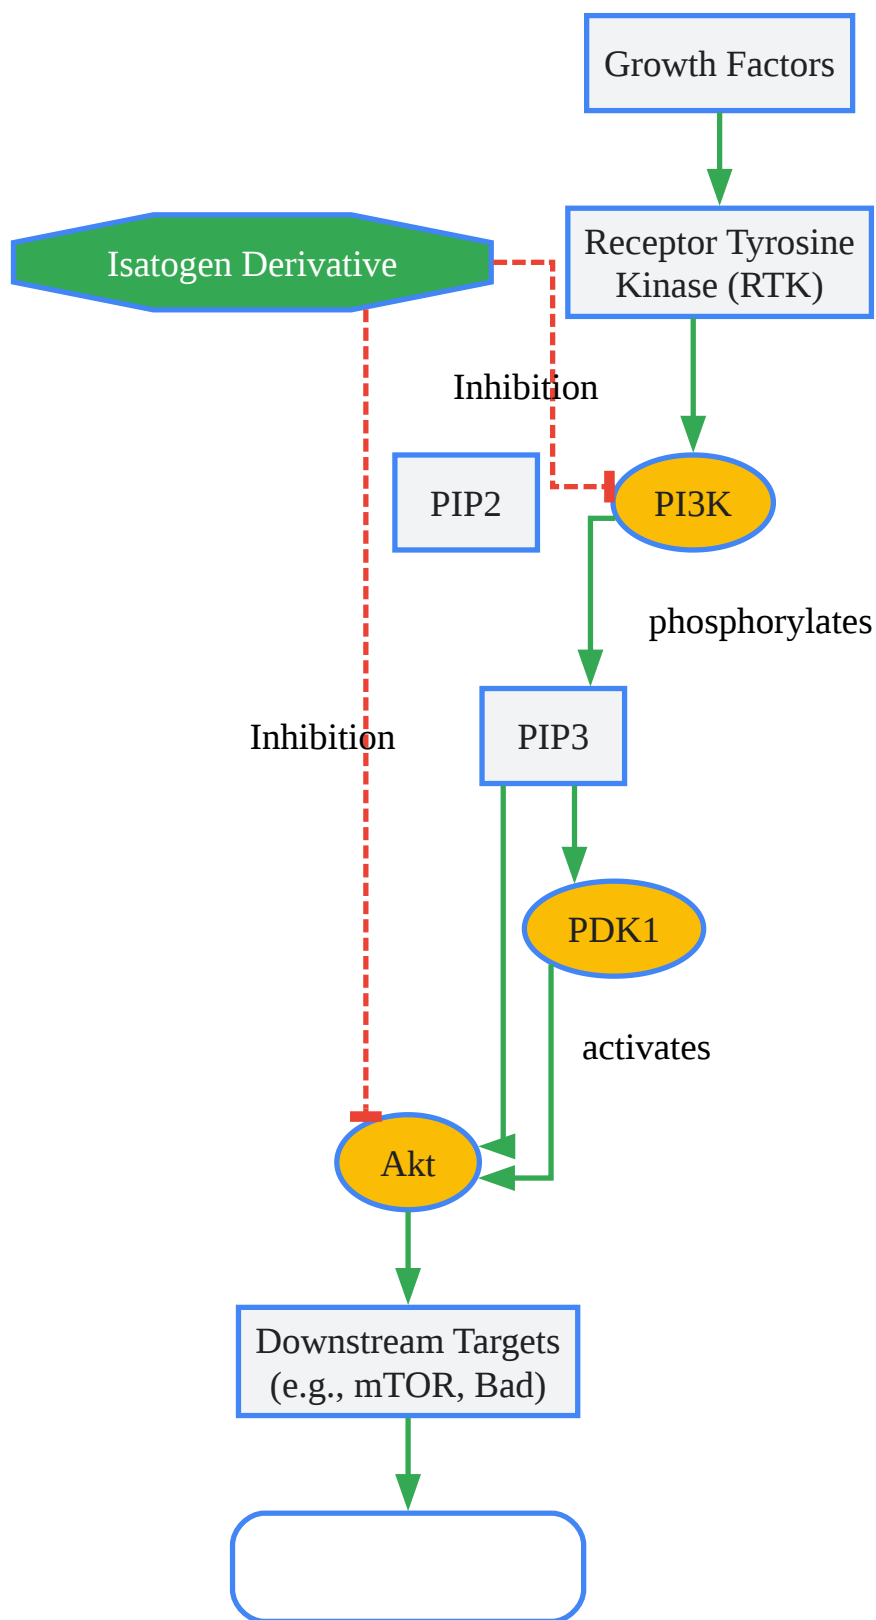 Growth Factors
Isatogen Derivative
Receptor Tyrosine
Kinase (RTK)
Inhibition
PIP2
PI3K
phosphorylates
Inhibition
PIP3
PDK1
activates
Akt
Downstream Targets
(e.g., mTOR, Bad)